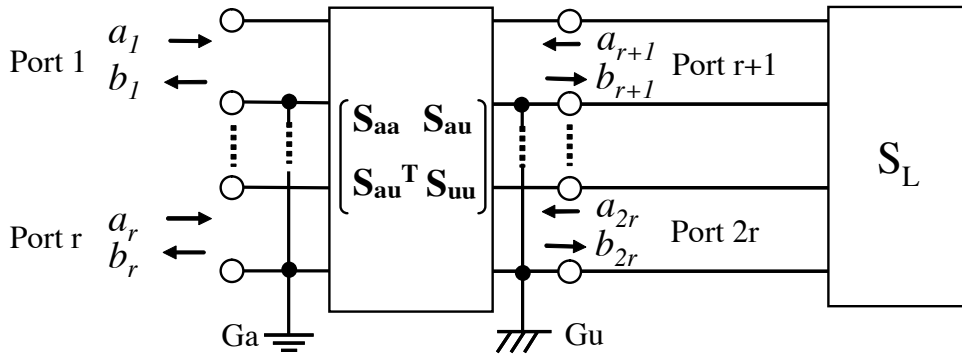 Port 1
a1
b1
Port r
ar
br
Ga
Saa Sau
SauT Suu
ar+1
br+1
Port r+1
a2r
b2r
Port 2r
Gu
SL